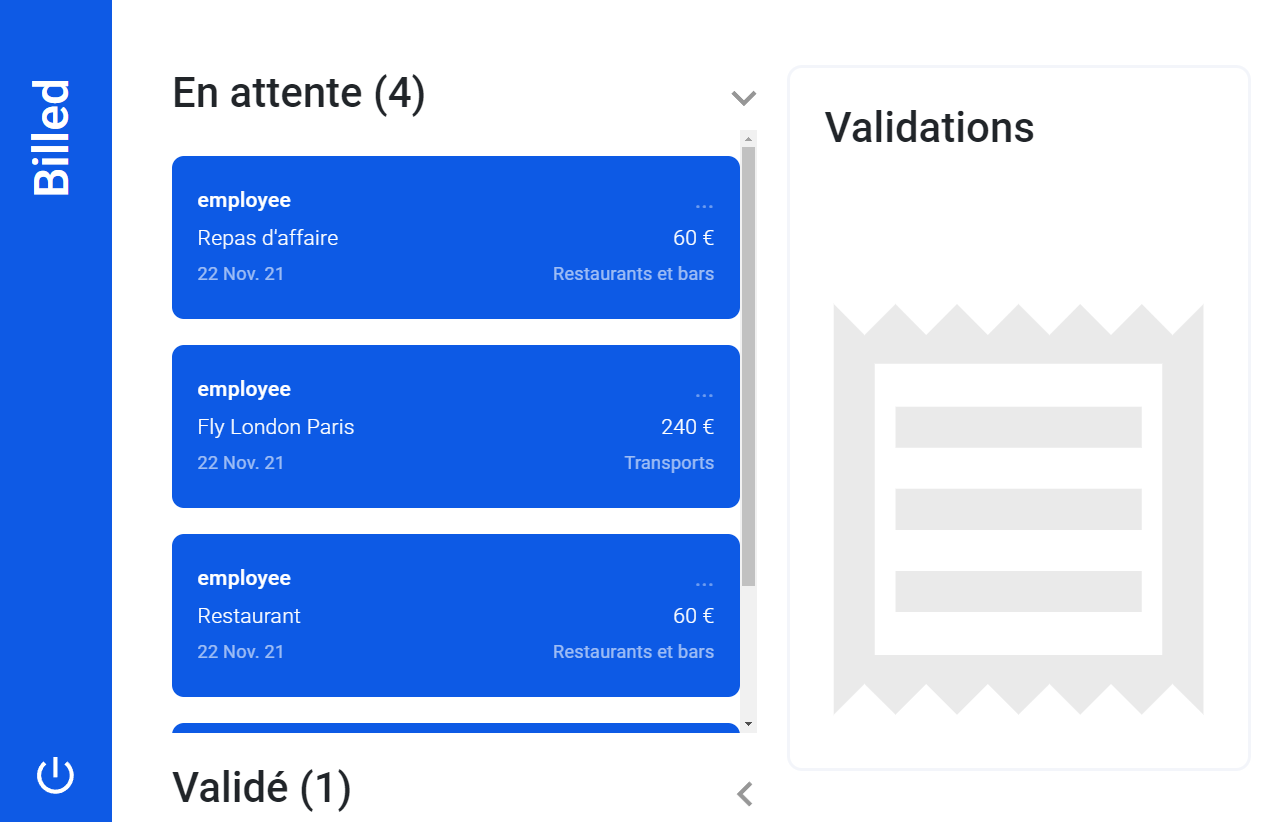 Billed
En attente (4)
employee ...
Repas d'affaire 60 €
22 Nov. 21 Restaurants et bars
employee ...
Fly London Paris 240 €
22 Nov. 21 Transports
employee ...
Restaurant 60 €
22 Nov. 21 Restaurants et bars
Validé (1)
Validations